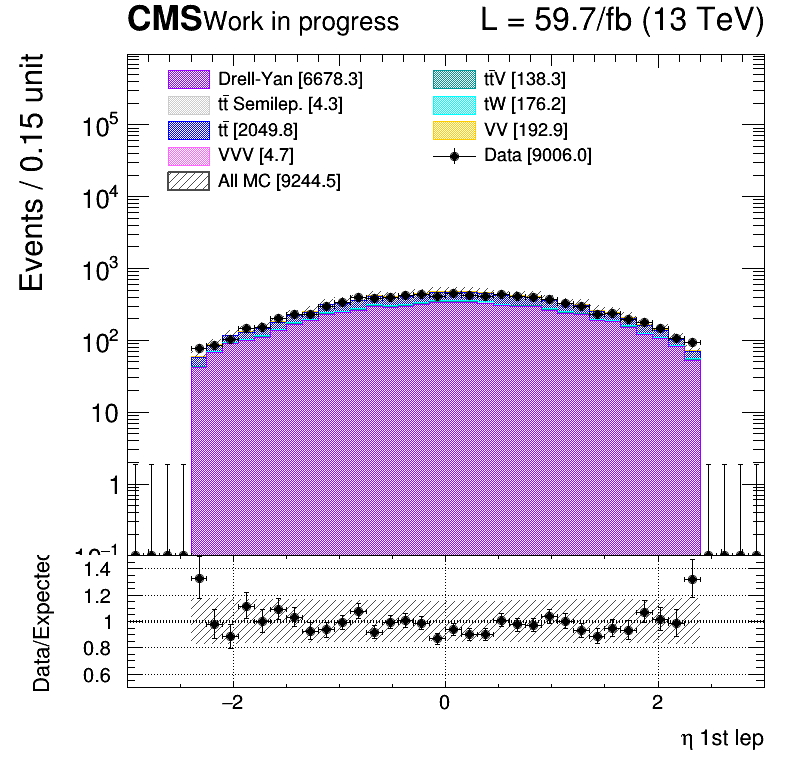 CMS Work in progress L = 59.7/fb (13 TeV)
Events / 0.15 unit
Drell-Yan [6678.3]
tt̄ Semilep. [4.3]
tt̄ [2049.8]
VVV [4.7]
All MC [9244.5]
tt̄V [138.3]
tW [176.2]
VV [192.9]
Data [9006.0]
10⁵
10⁴
10³
10²
10
1
10⁻¹
Data/Expected
1.4
1.2
1
0.8
0.6
−2 0 2
η 1st lep